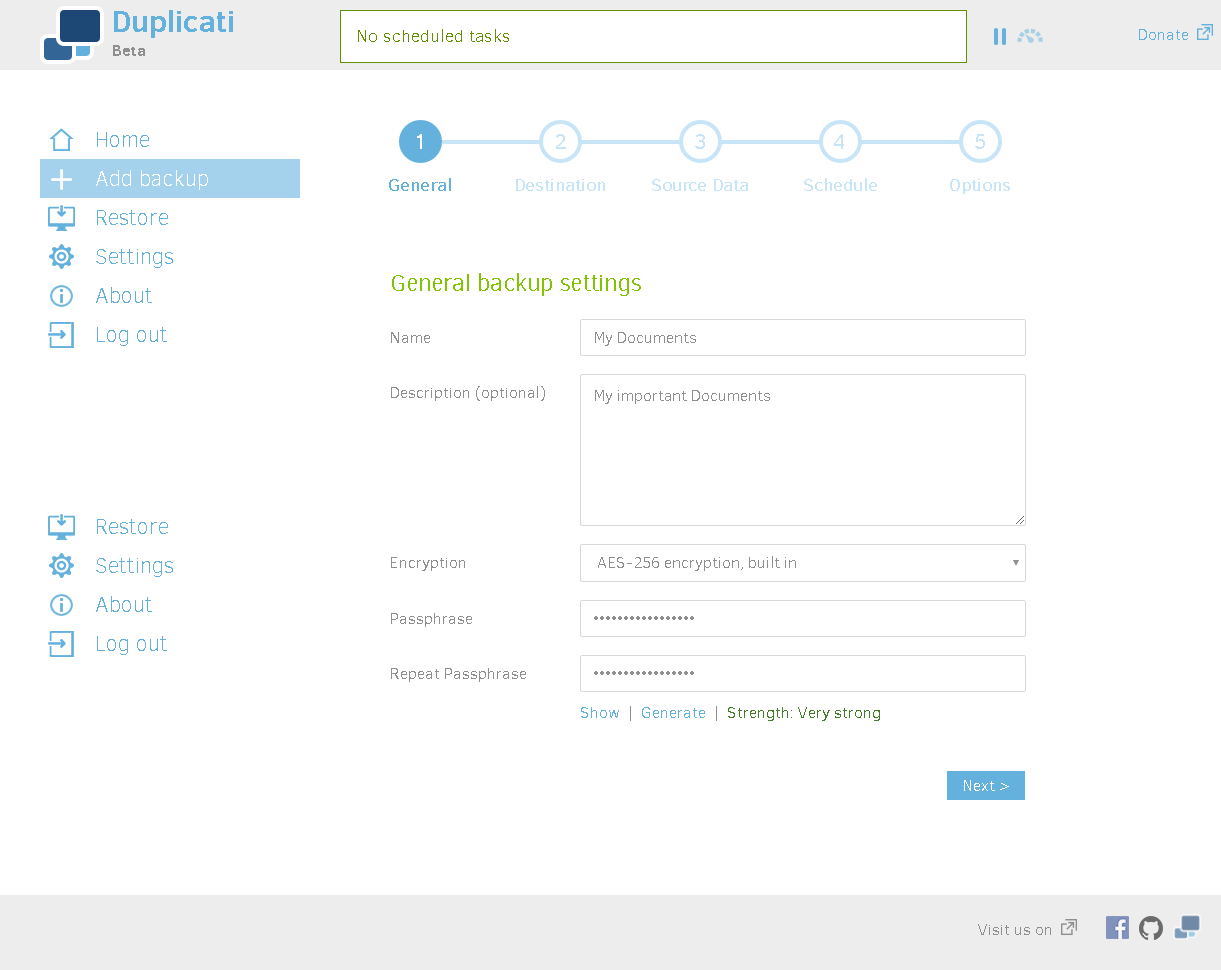 Duplicati
Beta
No scheduled tasks
Donate
Home
Add backup
Restore
Settings
About
Log out
Restore
Settings
About
Log out
1
2
3
4
5
General
Destination
Source Data
Schedule
Options
General backup settings
Name
My Documents
Description (optional)
My important Documents
Encryption
AES-256 encryption, built in
Passphrase
•••••••••••••••••
Repeat Passphrase
•••••••••••••••••
Show | Generate | Strength: Very strong
Next >
Visit us on